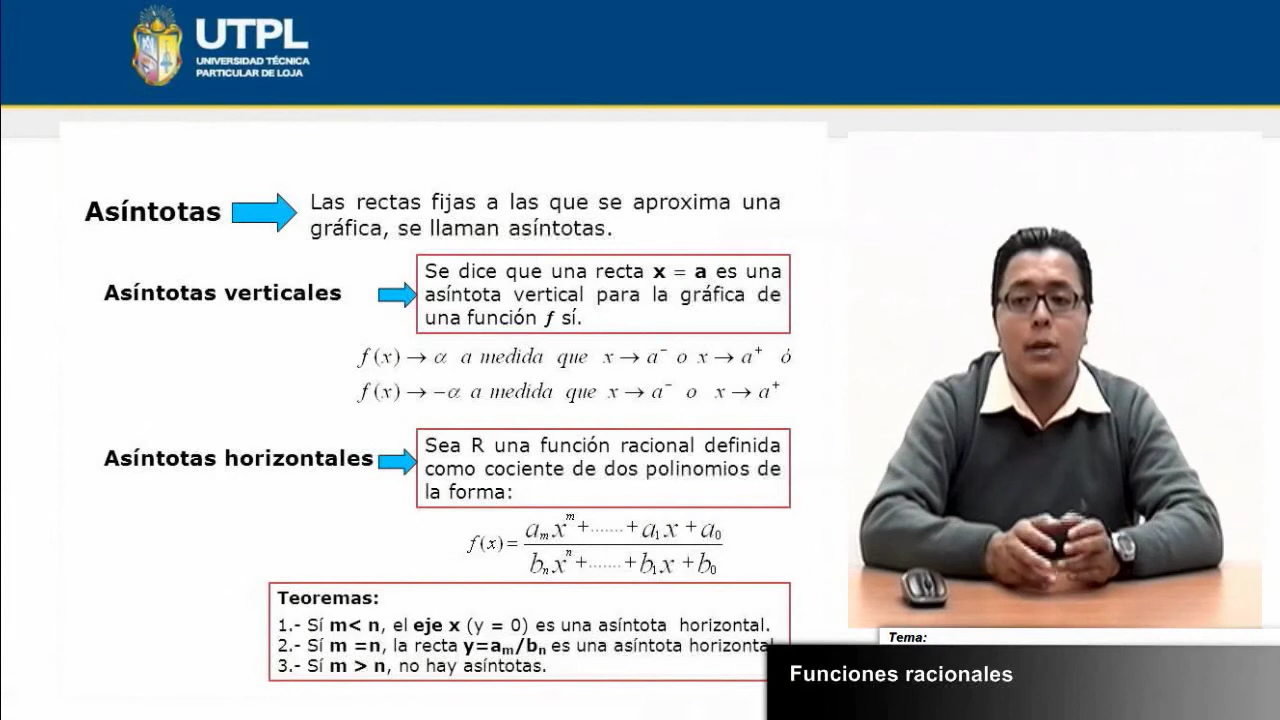 UTPL
UNIVERSIDAD TÉCNICA
PARTICULAR DE LOJA
Asíntotas
Las rectas fijas a las que se aproxima una
gráfica, se llaman asíntotas.
Asíntotas verticales
Se dice que una recta x = a es una
asíntota vertical para la gráfica de
una función f sí.
f(x) → α a medida que x → a⁻ o x → a⁺ ó
f(x) → −α a medida que x → a⁻ o x → a⁺
Asíntotas horizontales
Sea R una función racional definida
como cociente de dos polinomios de
la forma:
f(x) = (aₘxᵐ + ....... + a₁x + a₀) / (bₙxⁿ + ....... + b₁x + b₀)
Teoremas:
1.- Sí m< n, el eje x (y = 0) es una asíntota horizontal.
2.- Sí m =n, la recta y=aₘ/bₙ es una asíntota horizontal
3.- Sí m > n, no hay asíntotas.
Tema:
Funciones racionales